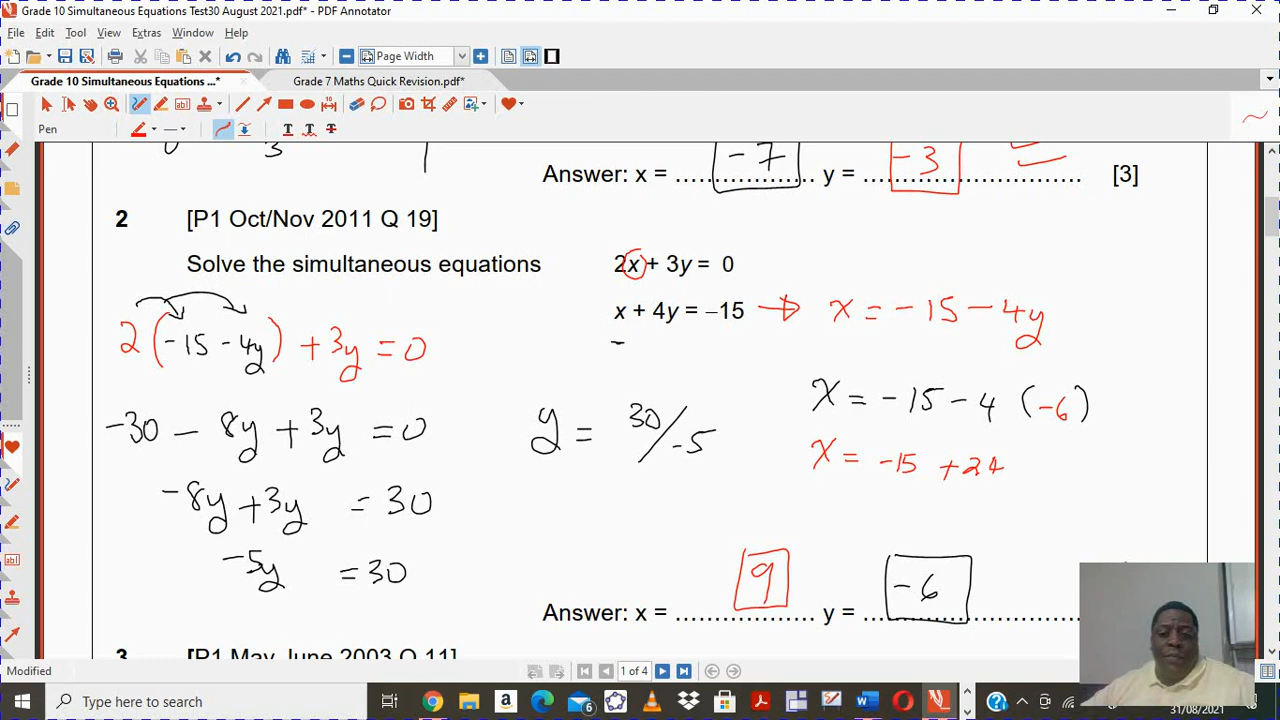 Grade 10 Simultaneous Equations Test30 August 2021.pdf* - PDF Annotator
File Edit Tool View Extras Window Help
Page Width
Grade 10 Simultaneous Equations ...* Grade 7 Maths Quick Revision.pdf*
Pen
Answer: x = -7 y = -3 [3]
2 [P1 Oct/Nov 2011 Q 19]
Solve the simultaneous equations 2x + 3y = 0
x + 4y = –15 → x = -15 - 4y
2(-15 - 4y) + 3y = 0
x = -15 - 4 (-6)
-30 - 8y + 3y = 0
y = 30/-5
x = -15 + 24
-8y + 3y = 30
-5y = 30
Answer: x = 9 y = -6
3 [P1 May June 2003 Q 11]
Modified 1 of 4
Type here to search 31/08/2021